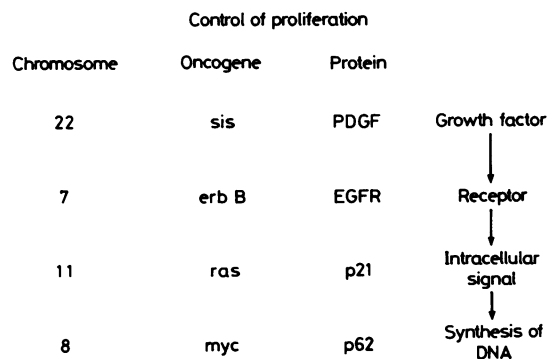 Control of proliferation
Chromosome Oncogene Protein
22 sis PDGF Growth factor
7 erb B EGFR Receptor
11 ras p21 Intracellular
signal
8 myc p62 Synthesis of
DNA